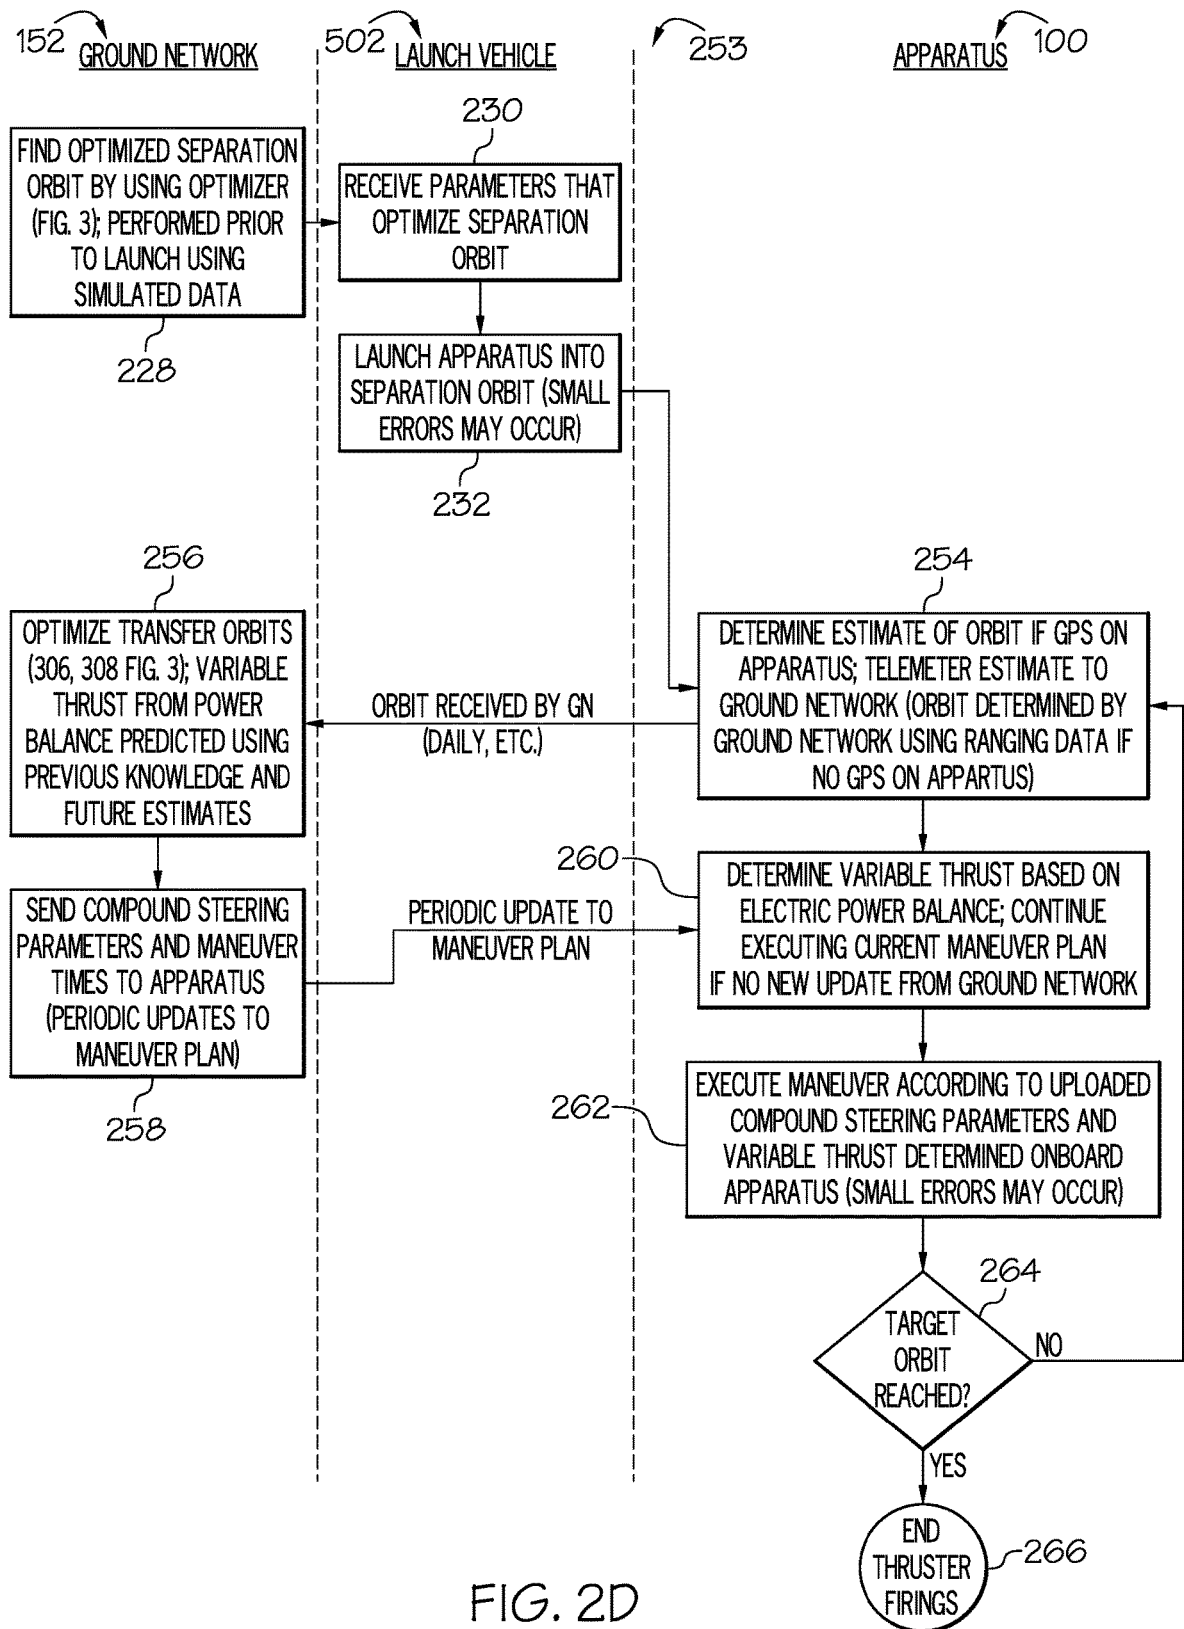 152
GROUND NETWORK
502
LAUNCH VEHICLE
253
APPARATUS
100
FIND OPTIMIZED SEPARATION
ORBIT BY USING OPTIMIZER
(FIG. 3); PERFORMED PRIOR
TO LAUNCH USING
SIMULATED DATA
228
230
RECEIVE PARAMETERS THAT
OPTIMIZE SEPARATION
ORBIT
LAUNCH APPARATUS INTO
SEPARATION ORBIT (SMALL
ERRORS MAY OCCUR)
232
256
OPTIMIZE TRANSFER ORBITS
(306, 308 FIG. 3); VARIABLE
THRUST FROM POWER
BALANCE PREDICTED USING
PREVIOUS KNOWLEDGE AND
FUTURE ESTIMATES
ORBIT RECEIVED BY GN
(DAILY, ETC.)
254
DETERMINE ESTIMATE OF ORBIT IF GPS ON
APPARATUS; TELEMETER ESTIMATE TO
GROUND NETWORK (ORBIT DETERMINED BY
GROUND NETWORK USING RANGING DATA IF
NO GPS ON APPARTUS)
SEND COMPOUND STEERING
PARAMETERS AND MANEUVER
TIMES TO APPARATUS
(PERIODIC UPDATES TO
MANEUVER PLAN)
258
PERIODIC UPDATE TO
MANEUVER PLAN
260
DETERMINE VARIABLE THRUST BASED ON
ELECTRIC POWER BALANCE; CONTINUE
EXECUTING CURRENT MANEUVER PLAN
IF NO NEW UPDATE FROM GROUND NETWORK
262
EXECUTE MANEUVER ACCORDING TO UPLOADED
COMPOUND STEERING PARAMETERS AND
VARIABLE THRUST DETERMINED ONBOARD
APPARATUS (SMALL ERRORS MAY OCCUR)
264
TARGET
ORBIT
REACHED?
NO
YES
END
THRUSTER
FIRINGS
266
FIG. 2D